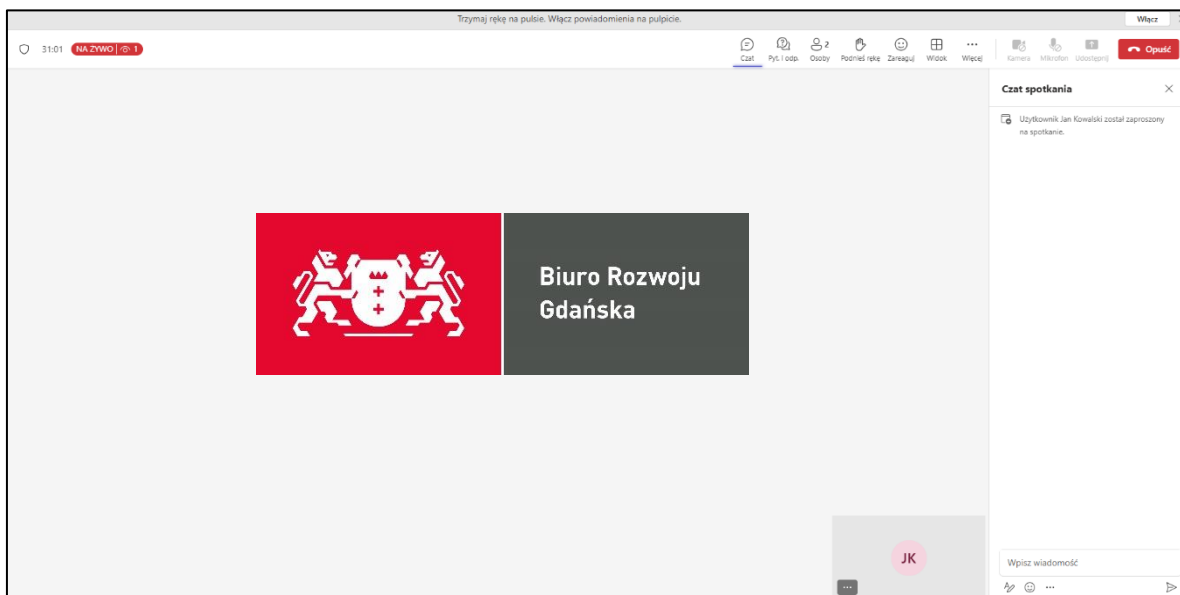 Trzymaj rękę na pulsie. Włącz powiadomienia na pulpicie.
Włącz
31:01
NA ŻYWO
1
Czat
Pyt. I odp.
Osoby
2
Podnieś rękę
Zareaguj
Widok
Więcej
Kamera
Mikrofon
Udostępnij
Opuść
Czat spotkania
Użytkownik Jan Kowalski został zaproszony
na spotkanie.
Biuro Rozwoju
Gdańska
JK
Wpisz wiadomość